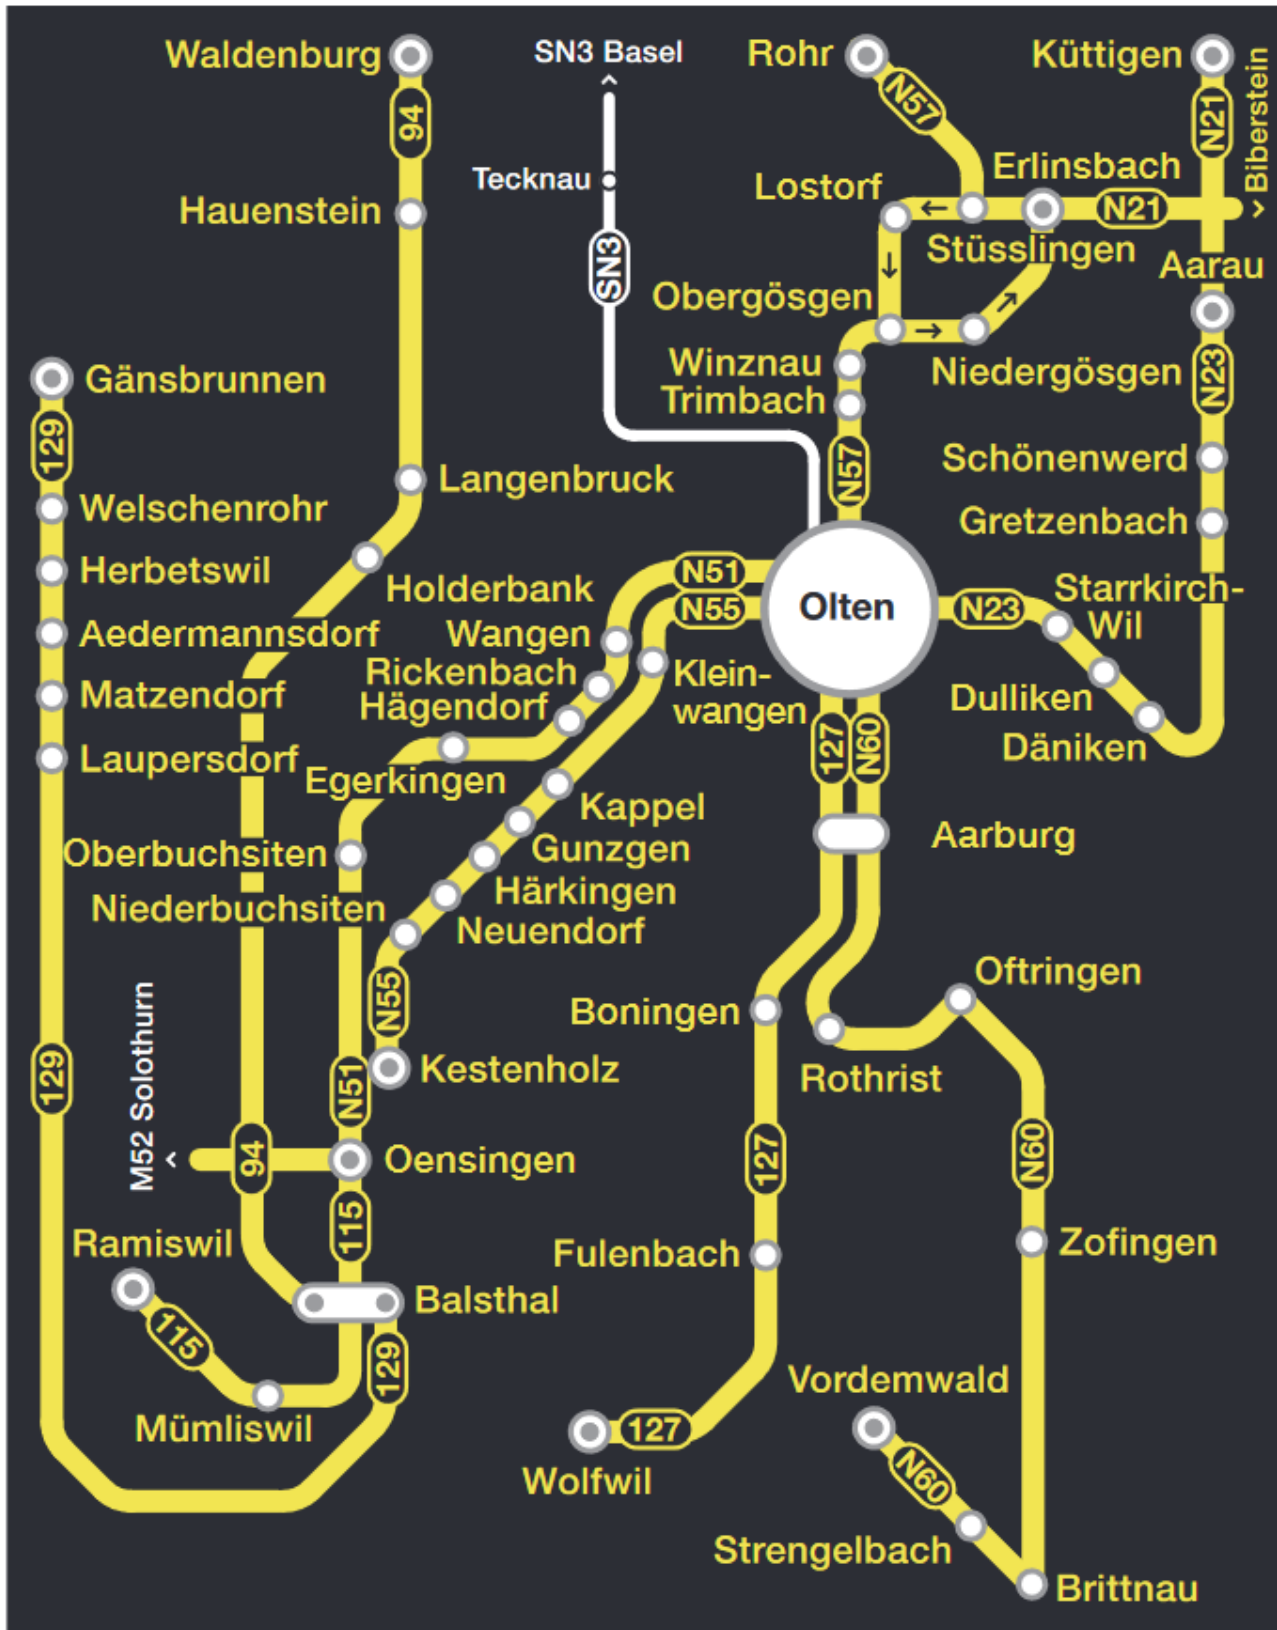 Waldenburg
94
Hauenstein
SN3 Basel
Tecknau
SN3
Rohr
N57
Küttigen
N21
Biberstein
Erlinsbach
N21
Lostorf
Stüsslingen
Aarau
Obergösgen
Niedergösgen
N23
Winznau
Trimbach
N57
Gänsbrunnen
129
Welschenrohr
Herbetswil
Aedermannsdorf
Matzendorf
Laupersdorf
Langenbruck
Holderbank
Schönenwerd
Gretzenbach
Starrkirch-
Wil
N23
Olten
N51
N55
Wangen
Rickenbach
Hägendorf
Klein-
wangen
Dulliken
Däniken
127
N60
Egerkingen
Kappel
Gunzgen
Härkingen
Neuendorf
Aarburg
Oberbuchsiten
Niederbuchsiten
N55
Kestenholz
Boningen
Oftringen
Rothrist
129
M52 Solothurn
94
N51
Oensingen
115
127
N60
Ramiswil
115
Balsthal
129
Mümliswil
Fulenbach
Zofingen
Wolfwil
127
Vordemwald
N60
Strengelbach
Brittnau